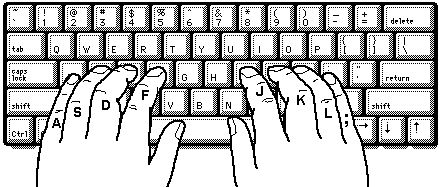 ~ ! @ # $ % ^ & * ( ) _ + delete
` 1 2 3 4 5 6 7 8 9 0 - =
tab Q W E R T Y U I O P { } |
[ ] \
caps lock G H : "
; ' return
shift V B N shift
Ctrl → ↓ ↑
A S D F J K L ;